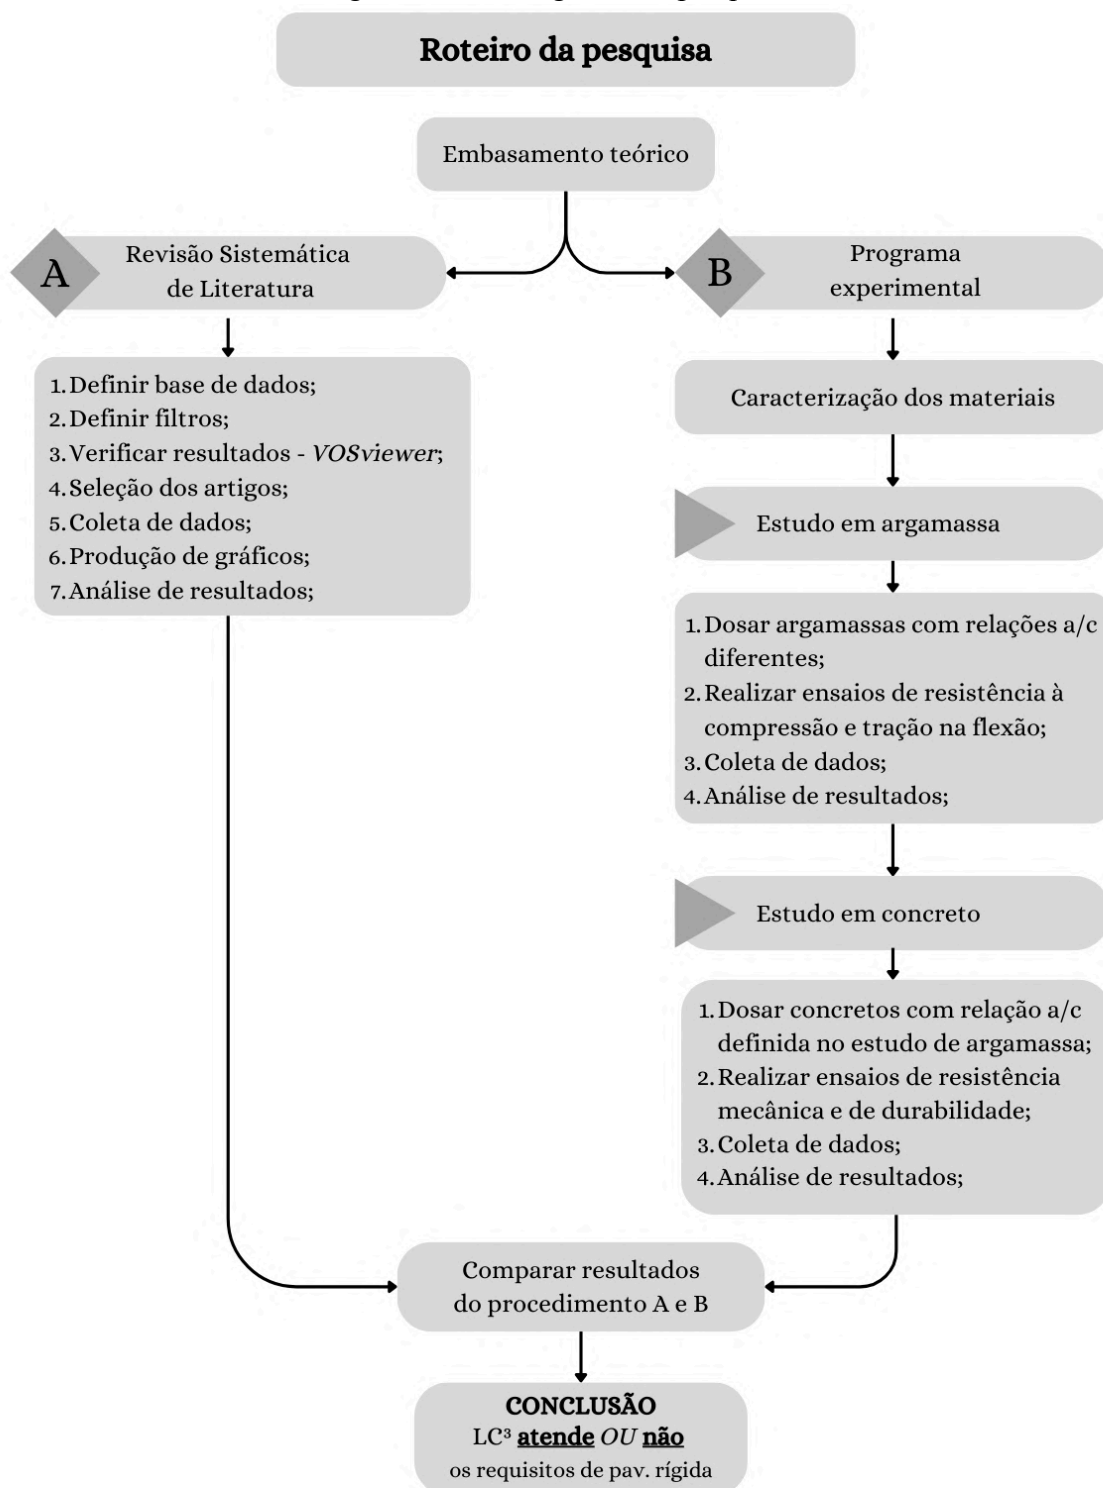 Roteiro da pesquisa
Embasamento teórico
A
Revisão Sistemática
de Literatura
1. Definir base de dados;
2. Definir filtros;
3. Verificar resultados - VOSviewer;
4. Seleção dos artigos;
5. Coleta de dados;
6. Produção de gráficos;
7. Análise de resultados;
B
Programa
experimental
Caracterização dos materiais
Estudo em argamassa
1. Dosar argamassas com relações a/c
diferentes;
2. Realizar ensaios de resistência à
compressão e tração na flexão;
3. Coleta de dados;
4. Análise de resultados;
Estudo em concreto
1. Dosar concretos com relação a/c
definida no estudo de argamassa;
2. Realizar ensaios de resistência
mecânica e de durabilidade;
3. Coleta de dados;
4. Análise de resultados;
Comparar resultados
do procedimento A e B
CONCLUSÃO
LC³ atende OU não
os requisitos de pav. rígida